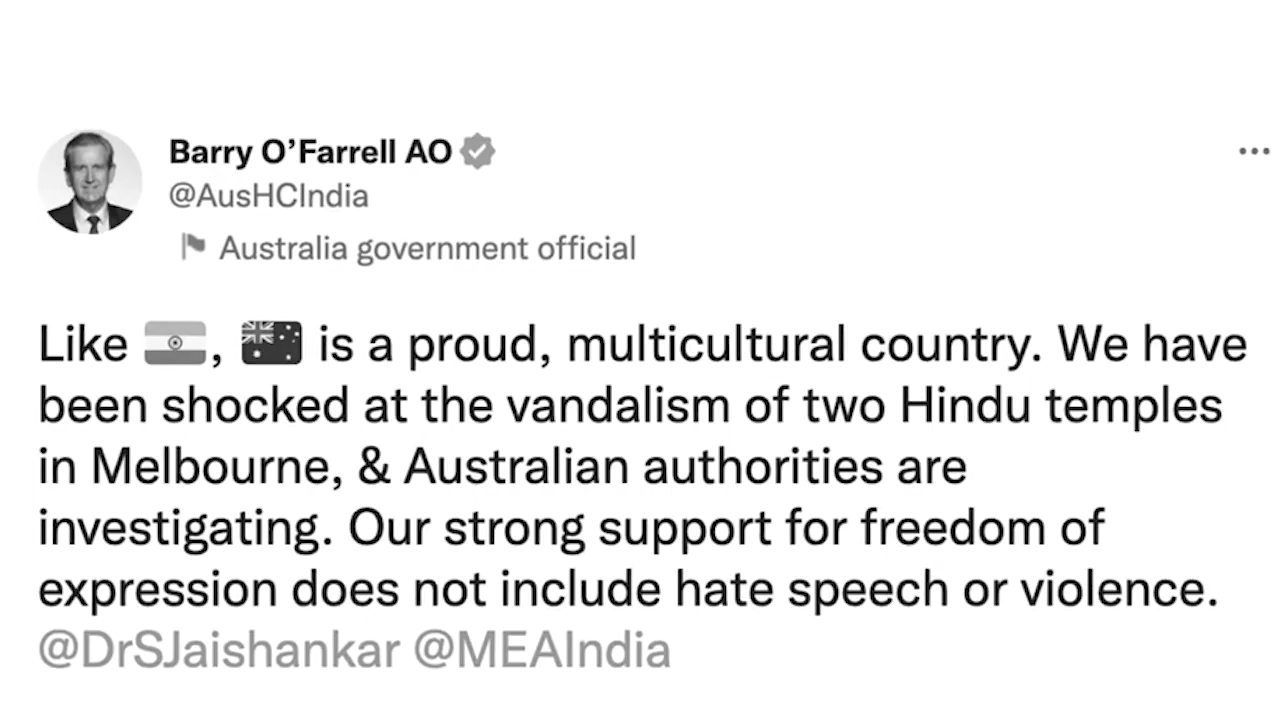 Barry O’Farrell AO
@AusHCIndia
Australia government official
Like 🇮🇳, 🇦🇺 is a proud, multicultural country. We have
been shocked at the vandalism of two Hindu temples
in Melbourne, & Australian authorities are
investigating. Our strong support for freedom of
expression does not include hate speech or violence.
@DrSJaishankar @MEAIndia